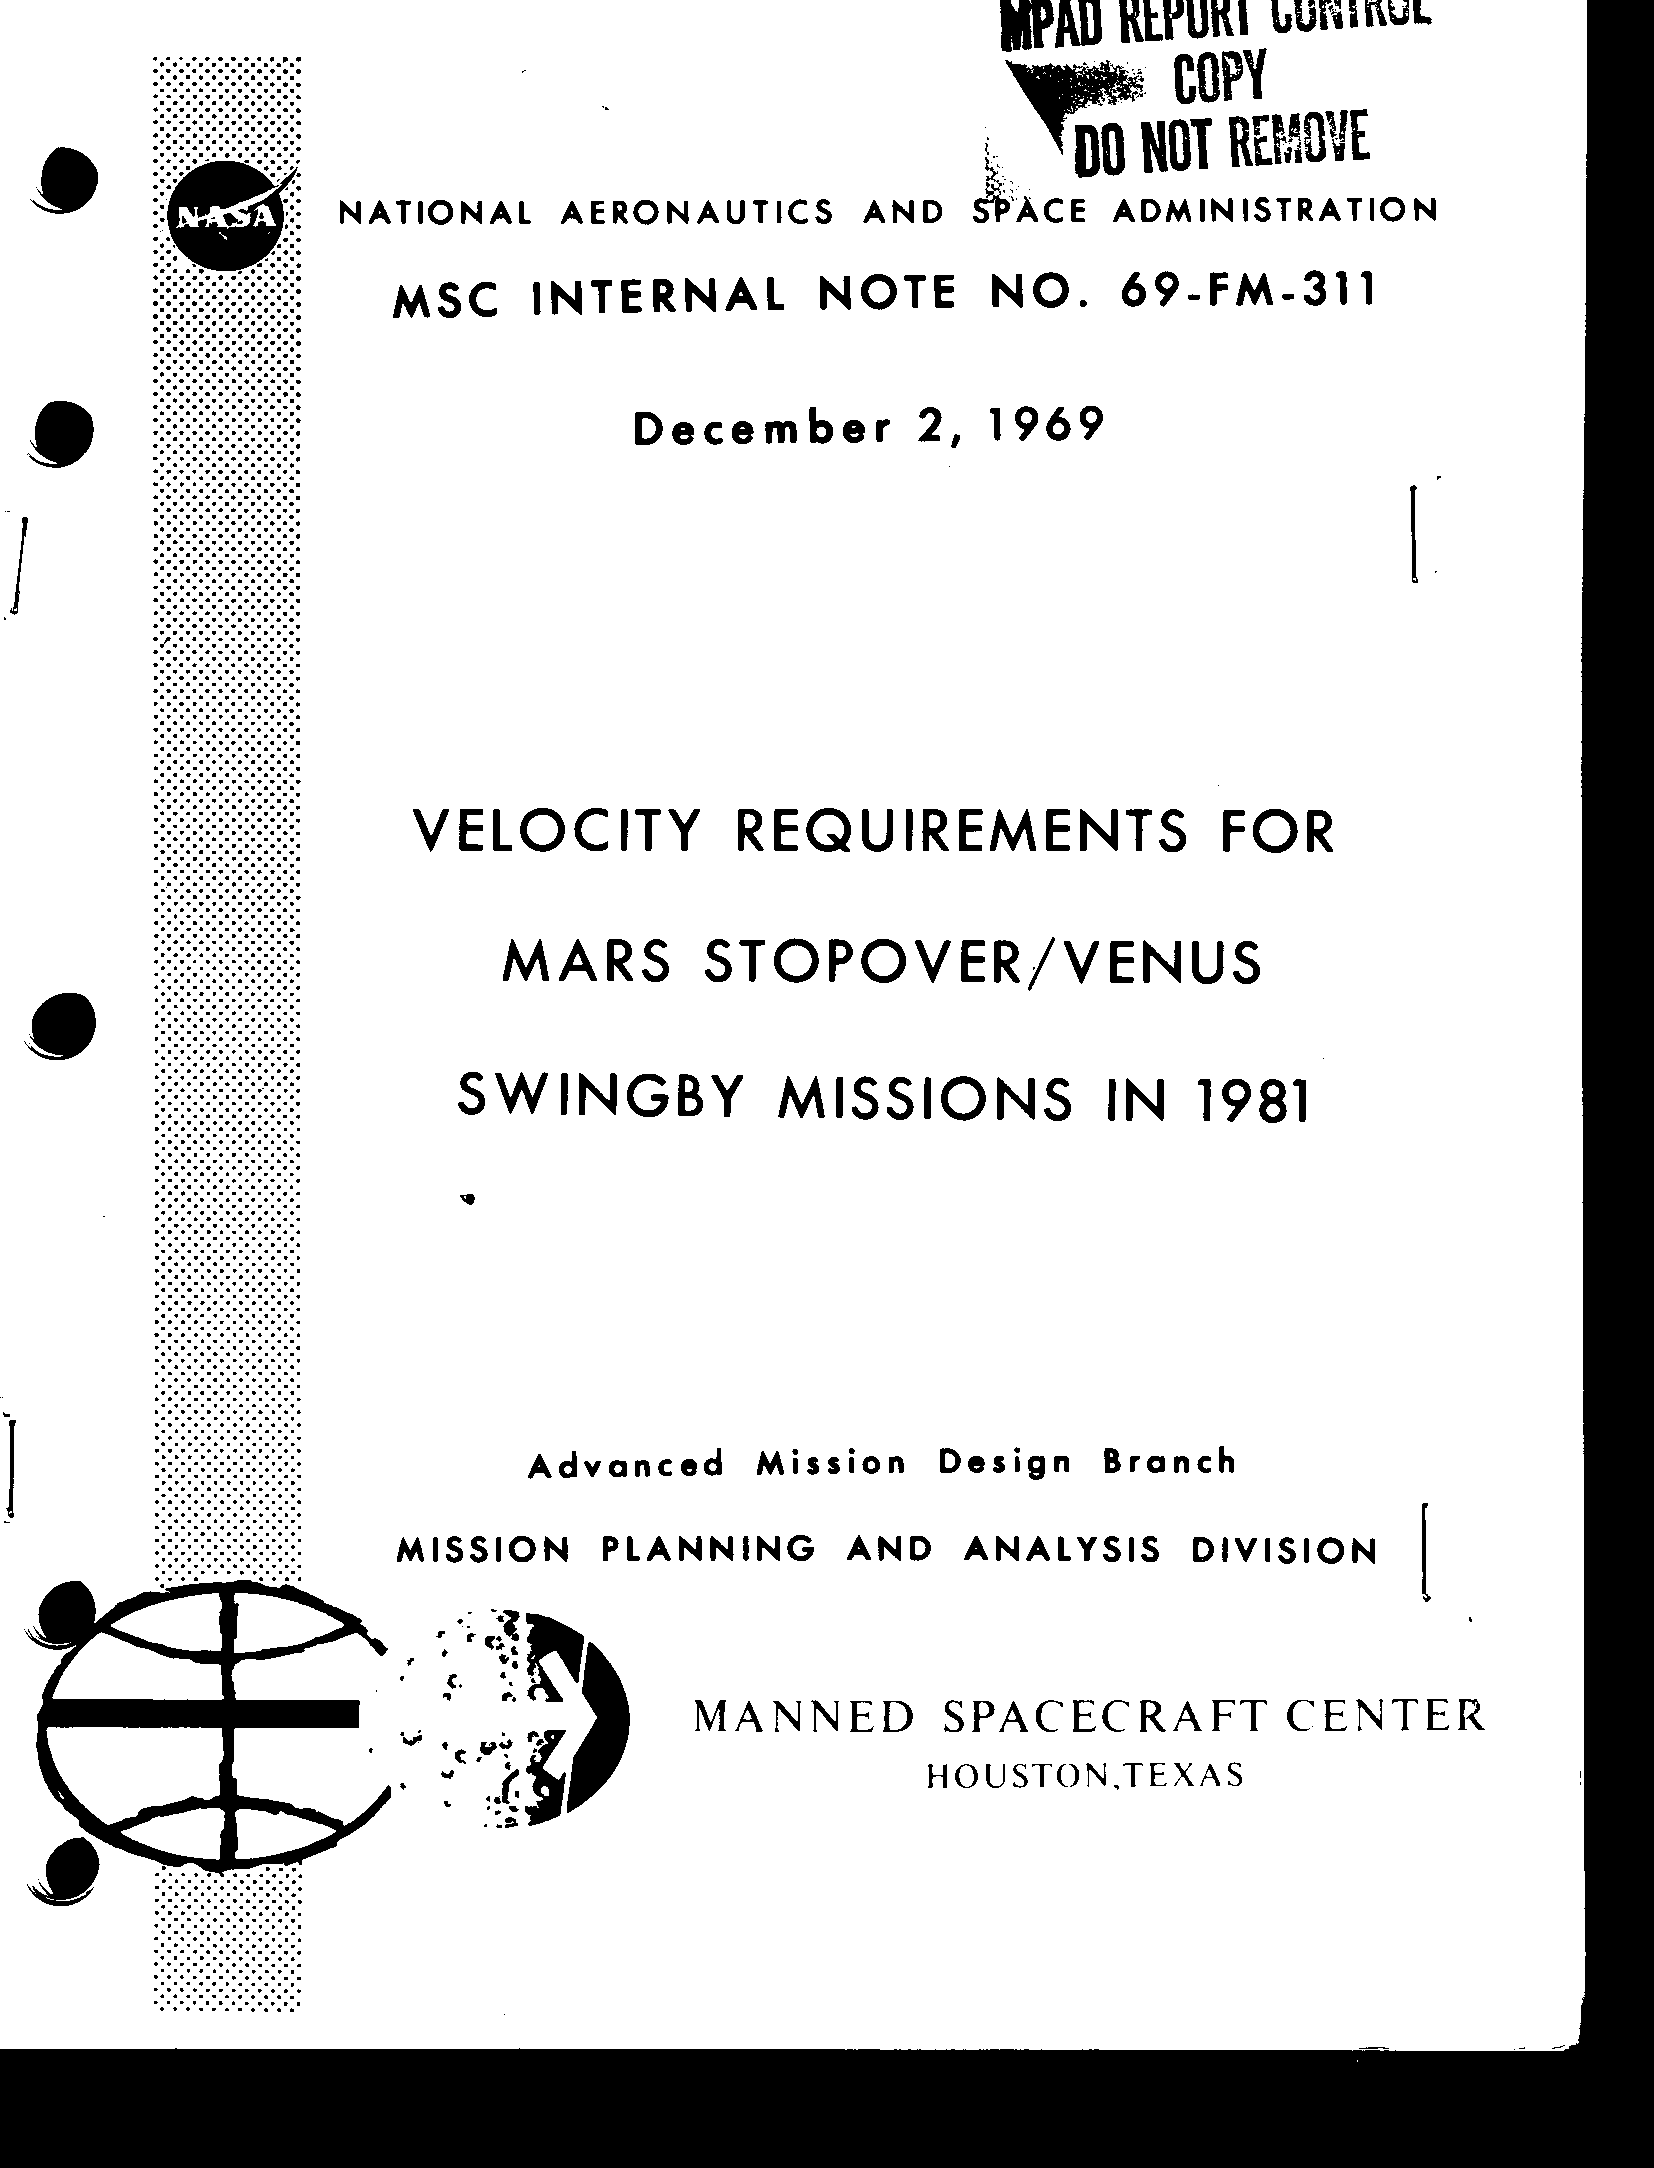 MPAD REPORT CONTROL
COPY
DO NOT REMOVE
NASA
NATIONAL AERONAUTICS AND SPACE ADMINISTRATION
MSC INTERNAL NOTE NO. 69-FM-311
December 2, 1969
VELOCITY REQUIREMENTS FOR
MARS STOPOVER/VENUS
SWINGBY MISSIONS IN 1981
Advanced Mission Design Branch
MISSION PLANNING AND ANALYSIS DIVISION
MANNED SPACECRAFT CENTER
HOUSTON, TEXAS